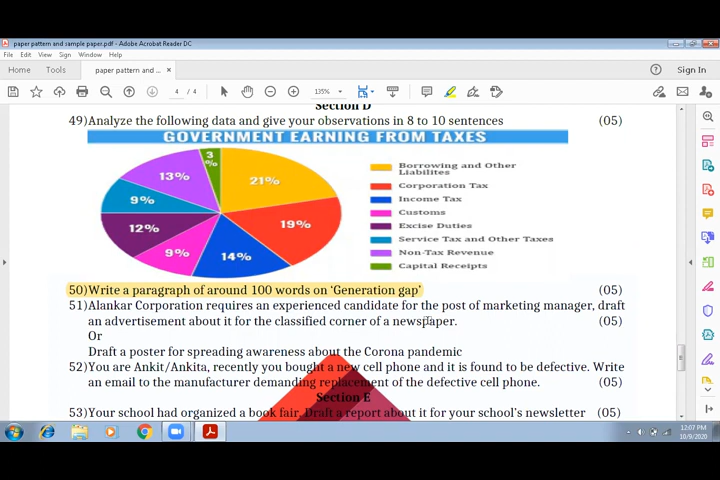 paper pattern and sample paper.pdf - Adobe Acrobat Reader DC
File Edit View Sign Window Help
Home Tools paper pattern and ... × Sign In
4 / 4 135%
Section D
49)Analyze the following data and give your observations in 8 to 10 sentences (05)
GOVERNMENT EARNING FROM TAXES
3 %
21%
13%
9%
19%
12%
9%
14%
Borrowing and Other
Liabilites
Corporation Tax
Income Tax
Customs
Excise Duties
Service Tax and Other Taxes
Non-Tax Revenue
Capital Receipts
50)Write a paragraph of around 100 words on ‘Generation gap’ (05)
51)Alankar Corporation requires an experienced candidate for the post of marketing manager, draft
an advertisement about it for the classified corner of a newspaper. (05)
Or
Draft a poster for spreading awareness about the Corona pandemic
52)You are Ankit/Ankita, recently you bought a new cell phone and it is found to be defective. Write
an email to the manufacturer demanding replacement of the defective cell phone. (05)
Section E
53)Your school had organized a book fair. Draft a report about it for your school's newsletter (05)
12:07 PM
10/9/2020